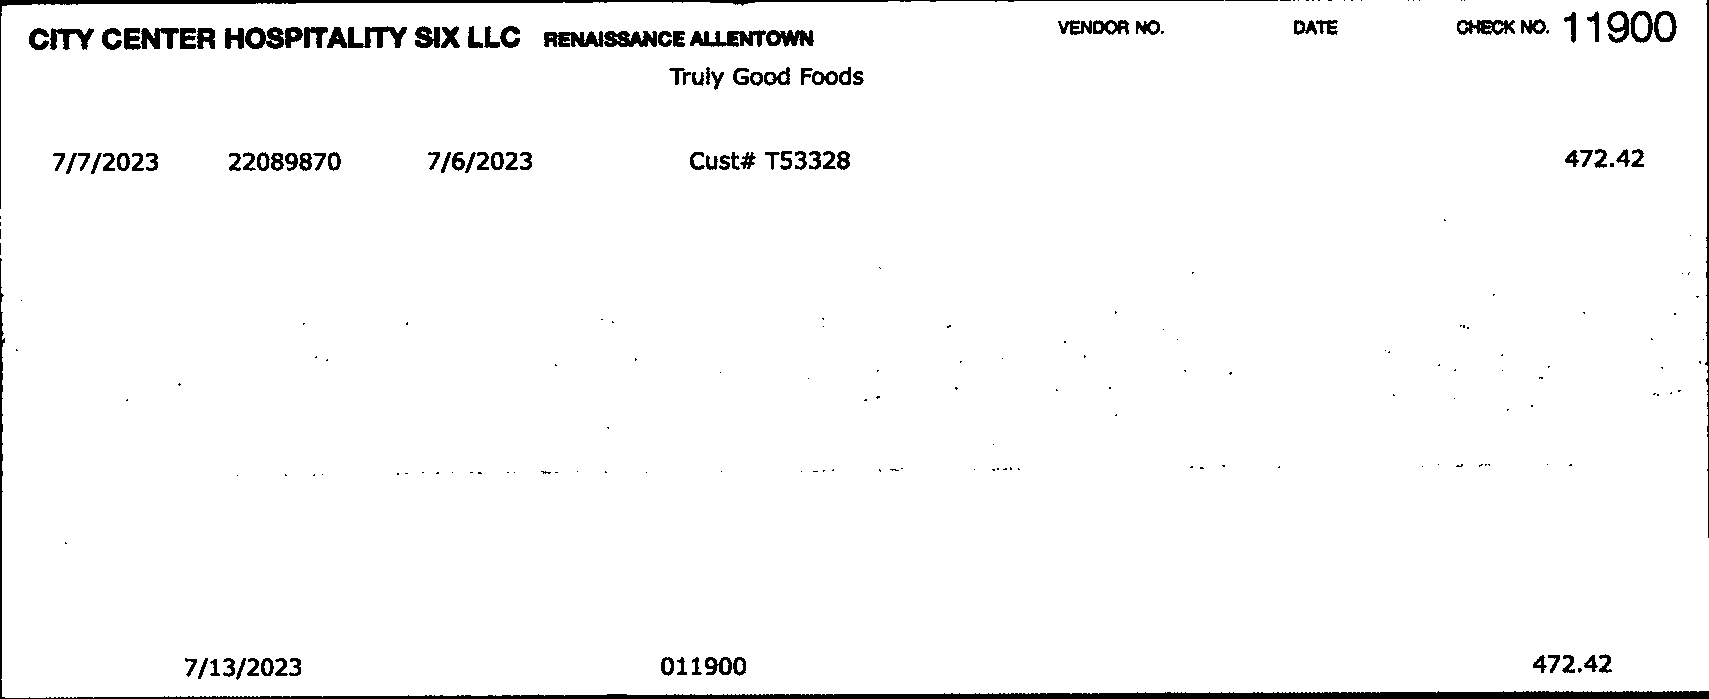 CITY CENTER HOSPITALITY SIX LLC RENAISSANCE ALLENTOWN VENDOR NO. DATE CHECK NO. 11900
Truly Good Foods
7/7/2023 22089870 7/6/2023 Cust# T53328 472.42
7/13/2023 011900 472.42